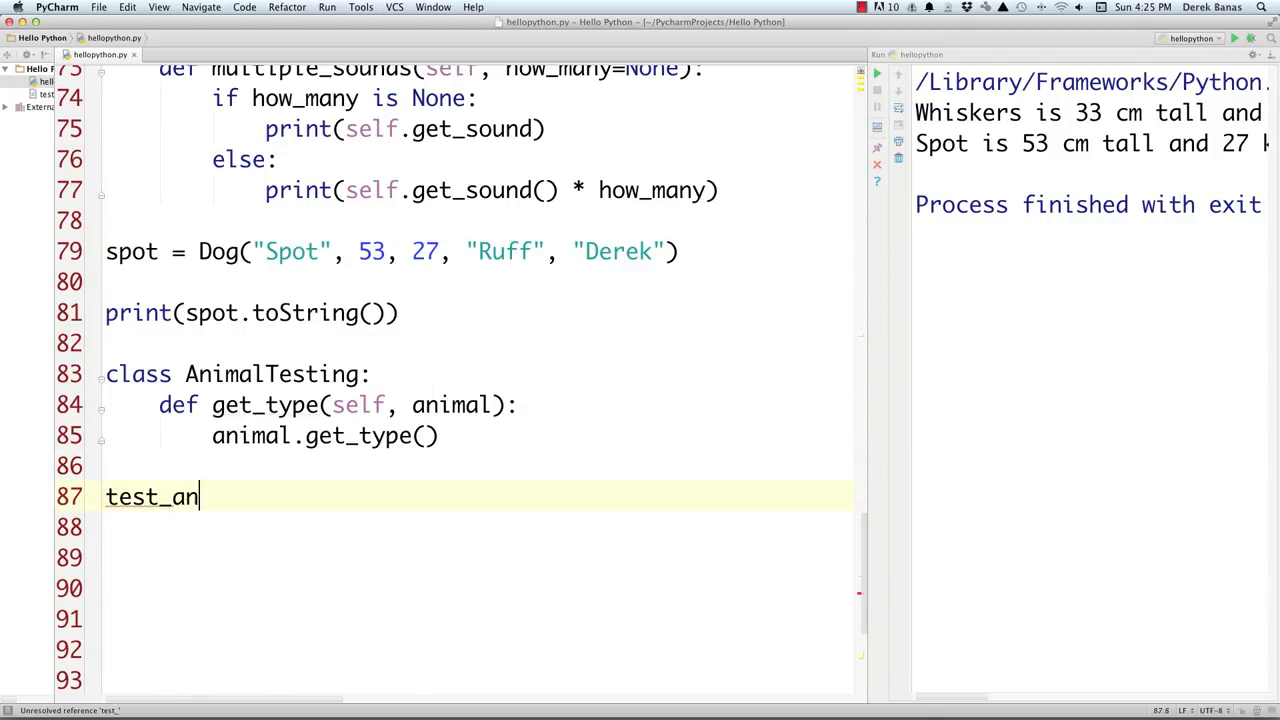 PyCharm File Edit View Navigate Code Refactor Run Tools VCS Window Help 10 Sun 4:25 PM Derek Banas
hellopython.py – Hello Python – [~/PycharmProjects/Hello Python]
Hello Python hellopython.py hellopython
hellopython.py × Run hellopython
Hello P
hell
test
Externa
73 def multiple_sounds(self, how_many=None):
74 if how_many is None:
75 print(self.get_sound)
76 else:
77 print(self.get_sound() * how_many)
78
79 spot = Dog("Spot", 53, 27, "Ruff", "Derek")
80
81 print(spot.toString())
82
83 class AnimalTesting:
84 def get_type(self, animal):
85 animal.get_type()
86
87 test_an
88
89
90
91
92
93
/Library/Frameworks/Python.
Whiskers is 33 cm tall and
Spot is 53 cm tall and 27 k
Process finished with exit
Unresolved reference 'test_' 87:8 LF UTF-8